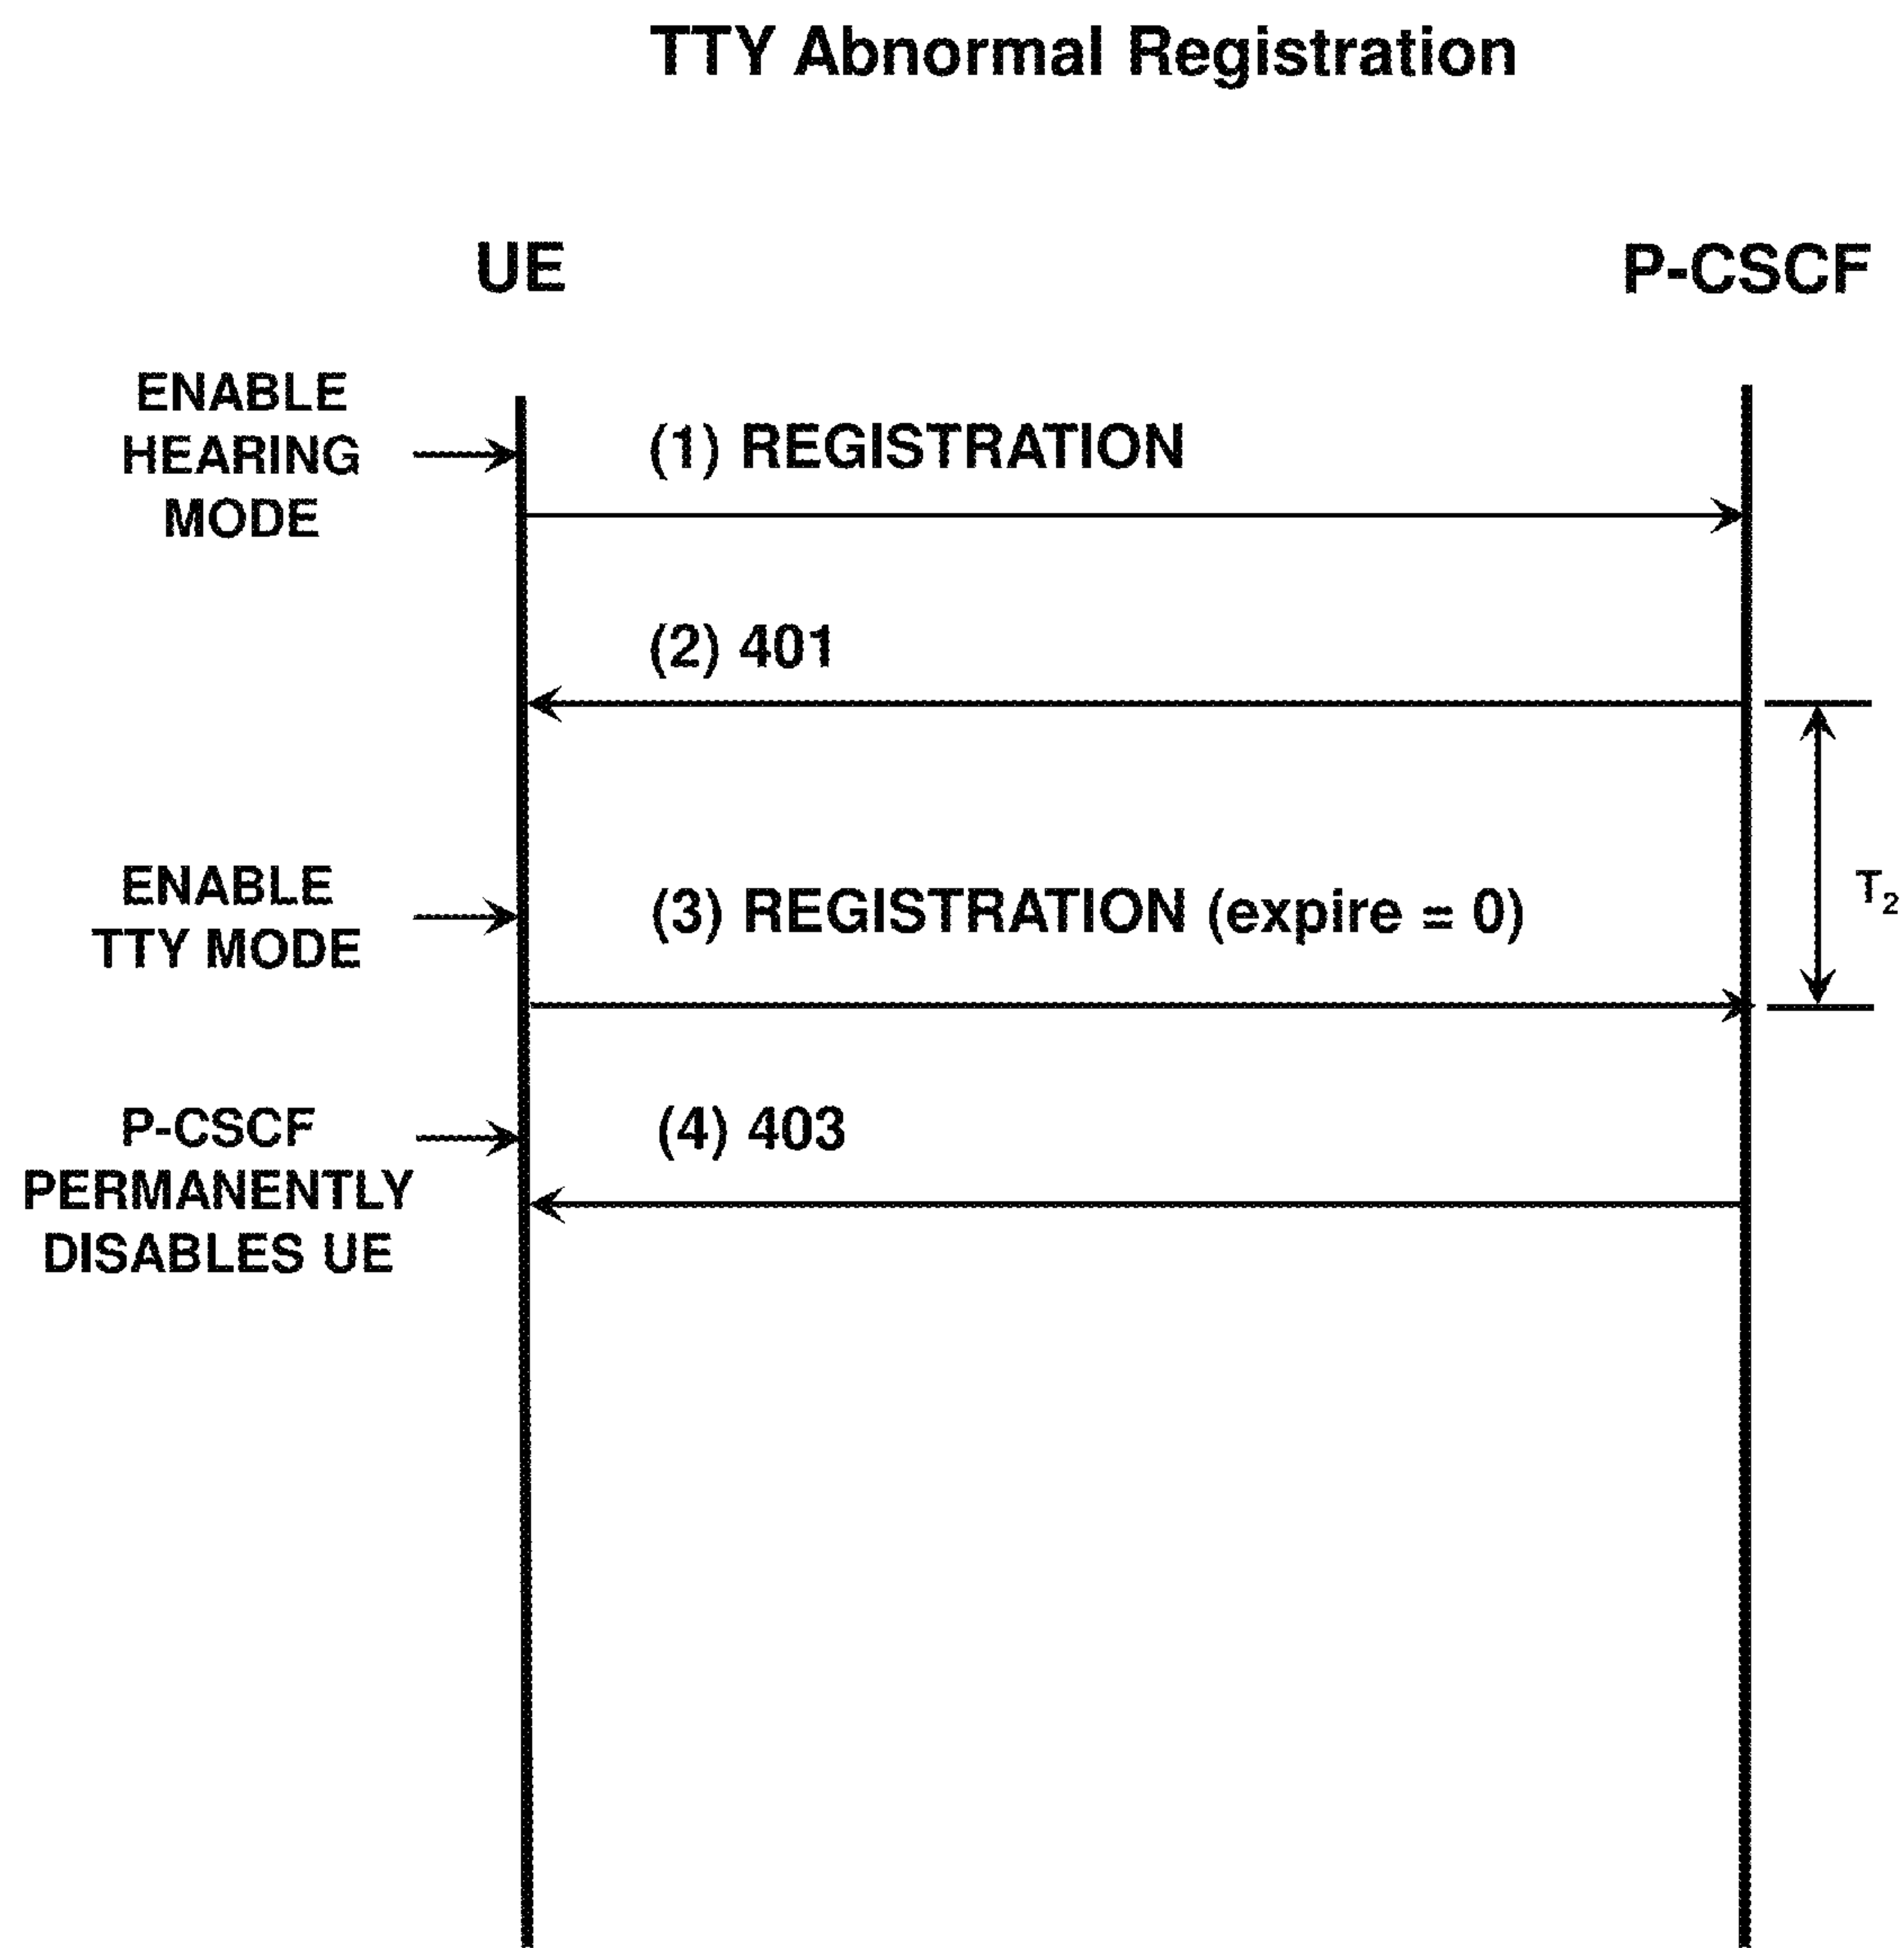 TTY Abnormal Registration
UE
P-CSCF
ENABLE
HEARING
MODE
(1) REGISTRATION
(2) 401
ENABLE
TTY MODE
(3) REGISTRATION (expire = 0)
T₂
P-CSCF
PERMANENTLY
DISABLES UE
(4) 403